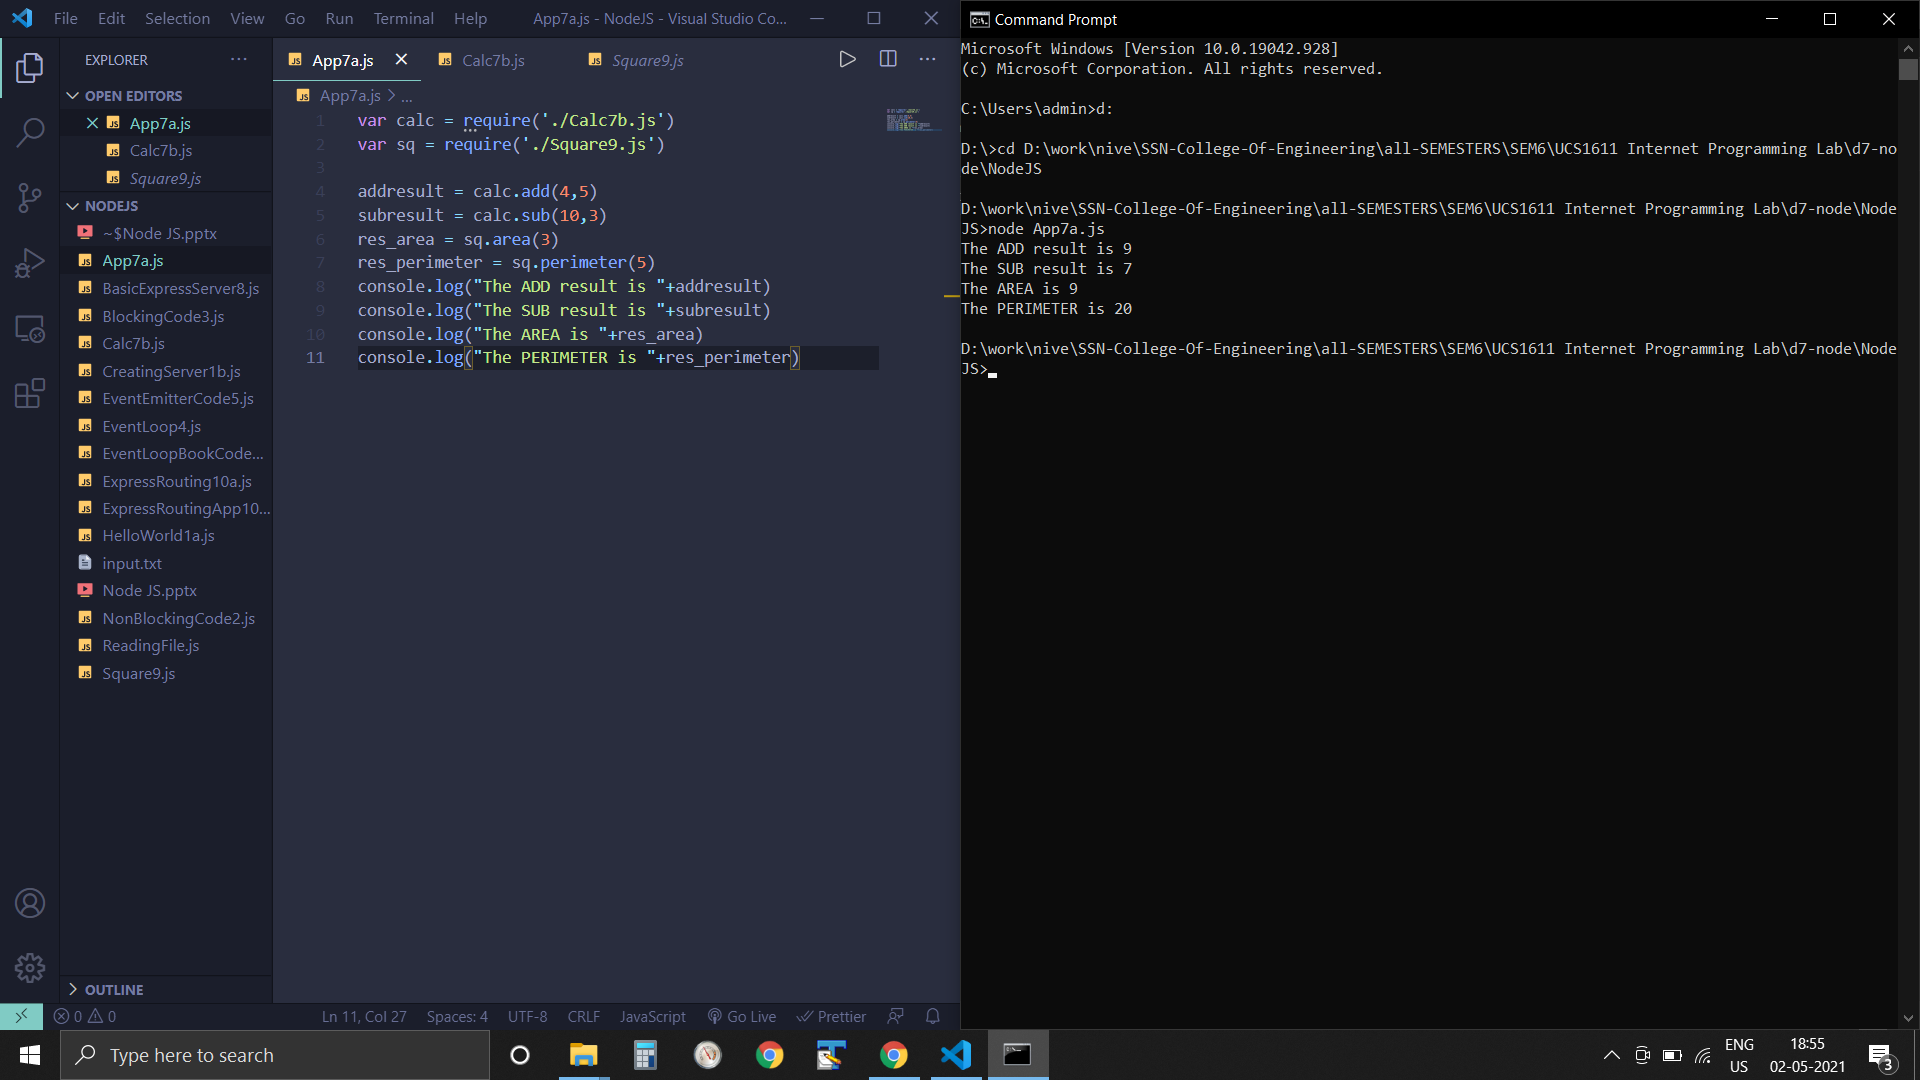 File Edit Selection View Go Run Terminal Help App7a.js - NodeJS - Visual Studio Co...
EXPLORER
OPEN EDITORS
App7a.js
Calc7b.js
Square9.js
NODEJS
~$Node JS.pptx
App7a.js
BasicExpressServer8.js
BlockingCode3.js
Calc7b.js
CreatingServer1b.js
EventEmitterCode5.js
EventLoop4.js
EventLoopBookCode...
ExpressRouting10a.js
ExpressRoutingApp10...
HelloWorld1a.js
input.txt
Node JS.pptx
NonBlockingCode2.js
ReadingFile.js
Square9.js
OUTLINE
App7a.js Calc7b.js Square9.js
App7a.js > ...
1 var calc = require('./Calc7b.js')
2 var sq = require('./Square9.js')
3
4 addresult = calc.add(4,5)
5 subresult = calc.sub(10,3)
6 res_area = sq.area(3)
7 res_perimeter = sq.perimeter(5)
8 console.log("The ADD result is "+addresult)
9 console.log("The SUB result is "+subresult)
10 console.log("The AREA is "+res_area)
11 console.log("The PERIMETER is "+res_perimeter)
0 0 Ln 11, Col 27 Spaces: 4 UTF-8 CRLF JavaScript Go Live Prettier
Command Prompt
Microsoft Windows [Version 10.0.19042.928]
(c) Microsoft Corporation. All rights reserved.
C:\Users\admin>d:
D:\>cd D:\work\nive\SSN-College-Of-Engineering\all-SEMESTERS\SEM6\UCS1611 Internet Programming Lab\d7-no
de\NodeJS
D:\work\nive\SSN-College-Of-Engineering\all-SEMESTERS\SEM6\UCS1611 Internet Programming Lab\d7-node\Node
JS>node App7a.js
The ADD result is 9
The SUB result is 7
The AREA is 9
The PERIMETER is 20
D:\work\nive\SSN-College-Of-Engineering\all-SEMESTERS\SEM6\UCS1611 Internet Programming Lab\d7-node\Node
JS>
Type here to search
ENG
US
18:55
02-05-2021
3